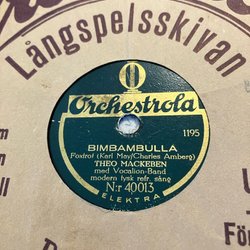 Långspelsskivan
Orchestrola
1195
BIMBAMBULLA
Foxtrot (Karl May/Charles Amberg)
THEO MACKEBEN
med Vocalion-Band
modern tysk refr. sång
N:r 40013
ELEKTRA